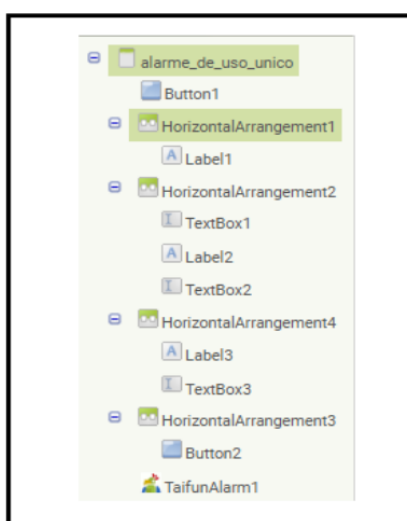 alarme_de_uso_unico
Button1
HorizontalArrangement1
Label1
HorizontalArrangement2
TextBox1
Label2
TextBox2
HorizontalArrangement4
Label3
TextBox3
HorizontalArrangement3
Button2
TaifunAlarm1